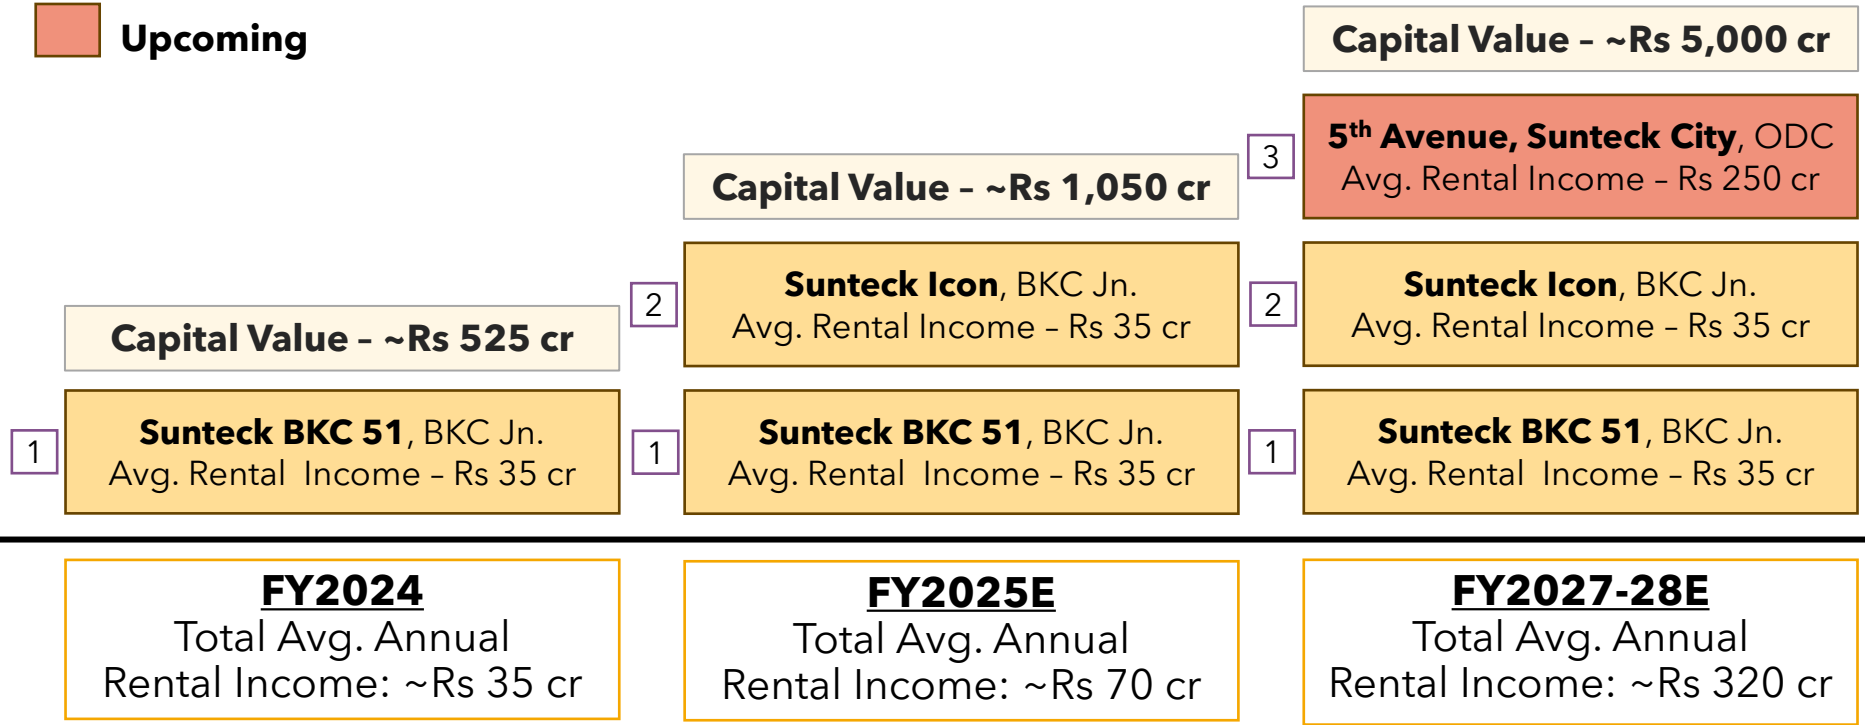 Upcoming
Capital Value – ~Rs 5,000 cr
3
5th Avenue, Sunteck City, ODC
Avg. Rental Income – Rs 250 cr
Capital Value – ~Rs 1,050 cr
2
Sunteck Icon, BKC Jn.
Avg. Rental Income – Rs 35 cr
2
Sunteck Icon, BKC Jn.
Avg. Rental Income – Rs 35 cr
Capital Value – ~Rs 525 cr
1
Sunteck BKC 51, BKC Jn.
Avg. Rental Income – Rs 35 cr
1
Sunteck BKC 51, BKC Jn.
Avg. Rental Income – Rs 35 cr
1
Sunteck BKC 51, BKC Jn.
Avg. Rental Income – Rs 35 cr
FY2024
Total Avg. Annual
Rental Income: ~Rs 35 cr
FY2025E
Total Avg. Annual
Rental Income: ~Rs 70 cr
FY2027-28E
Total Avg. Annual
Rental Income: ~Rs 320 cr